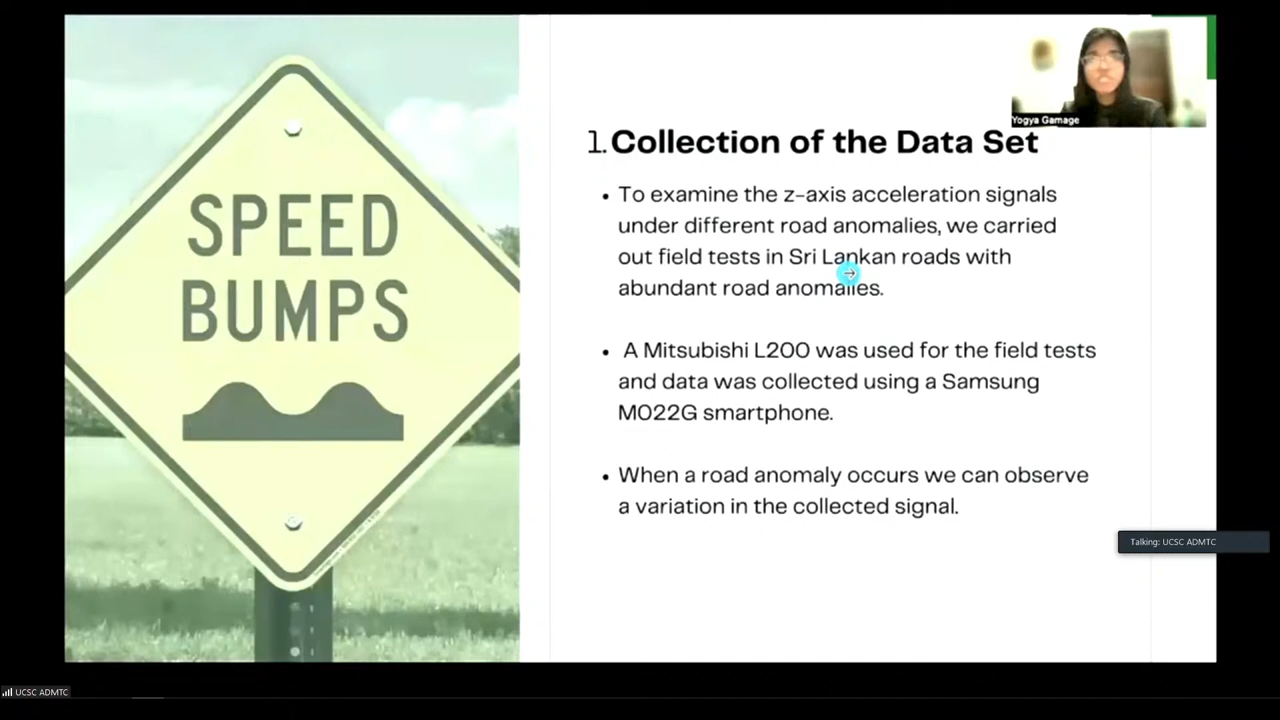 SPEED
BUMPS
Yogya Gamage
1. Collection of the Data Set
• To examine the z-axis acceleration signals
under different road anomalies, we carried
out field tests in Sri Lankan roads with
abundant road anomalies.
• A Mitsubishi L200 was used for the field tests
and data was collected using a Samsung
M022G smartphone.
• When a road anomaly occurs we can observe
a variation in the collected signal.
Talking: UCSC ADMTC
UCSC ADMTC